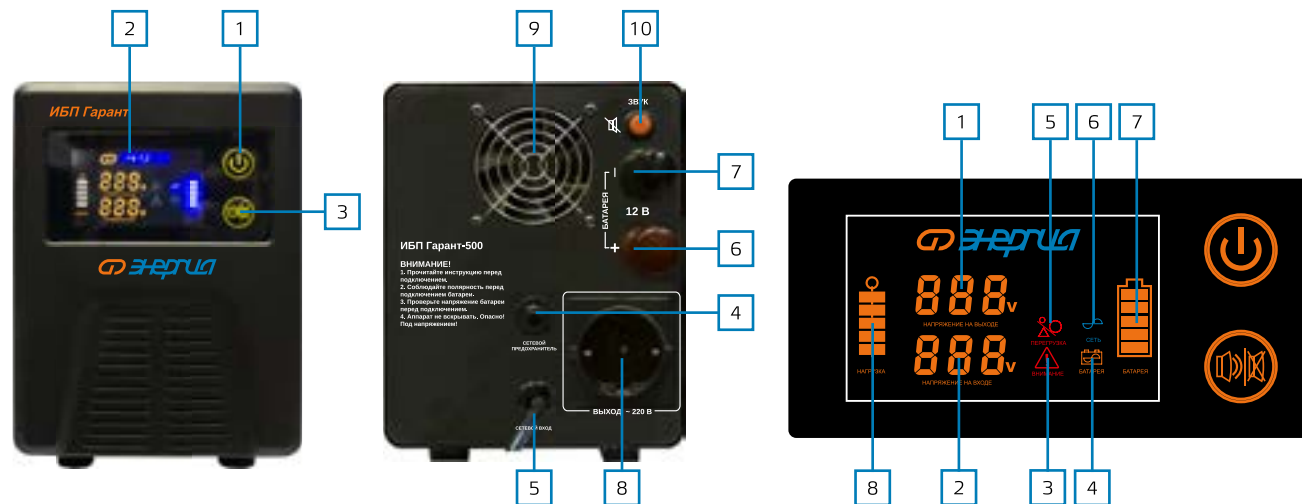 2
1
9
10
ИБП Гарант
3
энергия
ЗВУК
7
БАТАРЕЯ
12 В
6
ИБП Гарант-500
ВНИМАНИЕ!
1. Прочитайте инструкцию перед
подключением.
2. Соблюдайте полярность перед
подключением батареи.
3. Проверьте напряжение батареи
перед подключением.
4. Аппарат не вскрывать. Опасно!
Под напряжением!
4
СЕТЕВОЙ
ПРЕДОХРАНИТЕЛЬ
ВЫХОД ~ 220 В
СЕТЕВОЙ ВХОД
5
8
1
5
6
7
энергия
888v
НАПРЯЖЕНИЕ НА ВЫХОДЕ
ПЕРЕГРУЗКА
СЕТЬ
888v
НАГРУЗКА
ВНИМАНИЕ
БАТАРЕЯ
БАТАРЕЯ
НАПРЯЖЕНИЕ НА ВХОДЕ
8
2
3
4